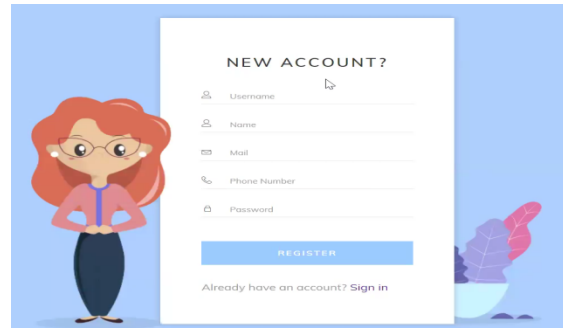 NEW ACCOUNT?
Username
Name
Mail
Phone Number
Password
REGISTER
Already have an account? Sign in